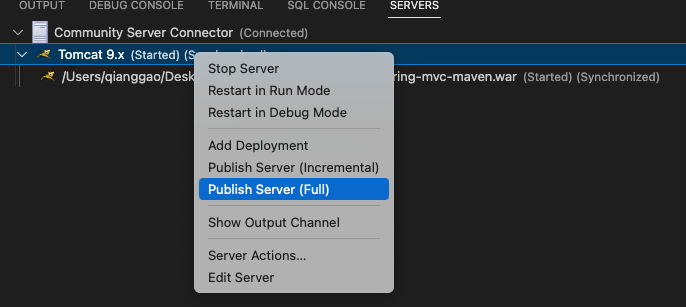 OUTPUT DEBUG CONSOLE TERMINAL SQL CONSOLE SERVERS
Community Server Connector (Connected)
Tomcat 9.x (Started)
/Users/qianggao/Desk ring-mvc-maven.war (Started) (Synchronized)
Stop Server
Restart in Run Mode
Restart in Debug Mode
Add Deployment
Publish Server (Incremental)
Publish Server (Full)
Show Output Channel
Server Actions...
Edit Server